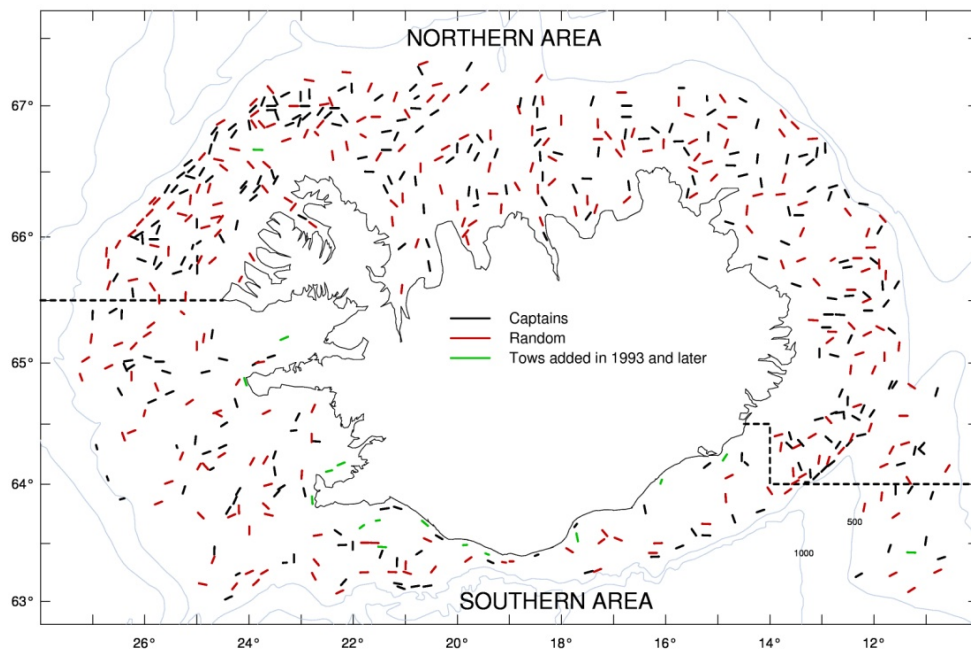 NORTHERN AREA
67°
66°
65°
64°
63°
Captains
Random
Tows added in 1993 and later
500
1000
SOUTHERN AREA
26° 24° 22° 20° 18° 16° 14° 12°